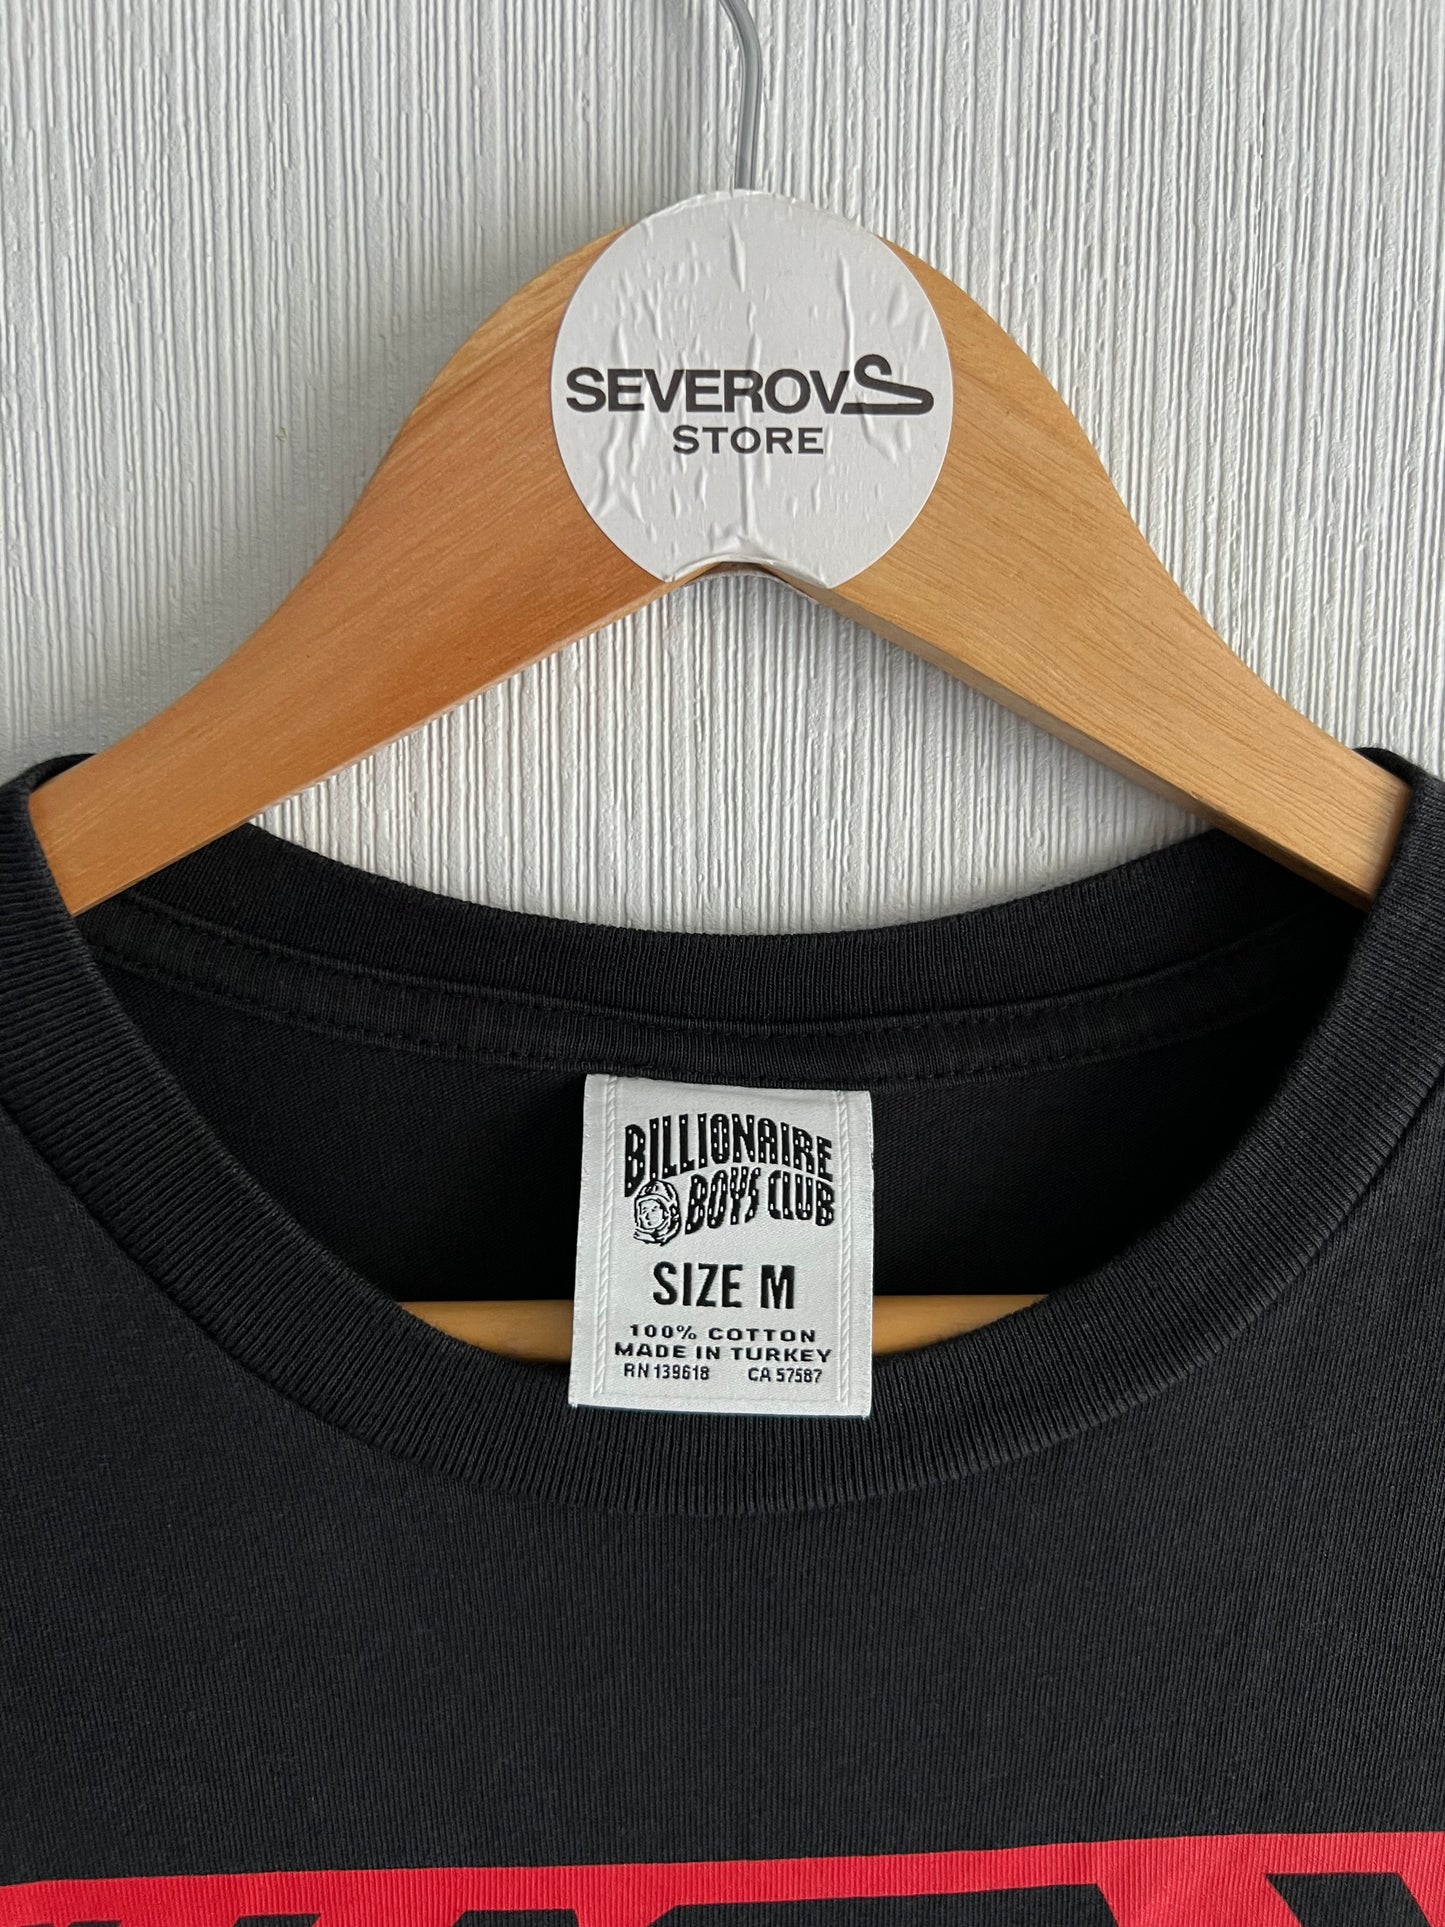 SEVEROVS
STORE
BILLIONAIRE
BOYS CLUB
SIZE M
100% COTTON
MADE IN TURKEY
RN 139618 CA 57587